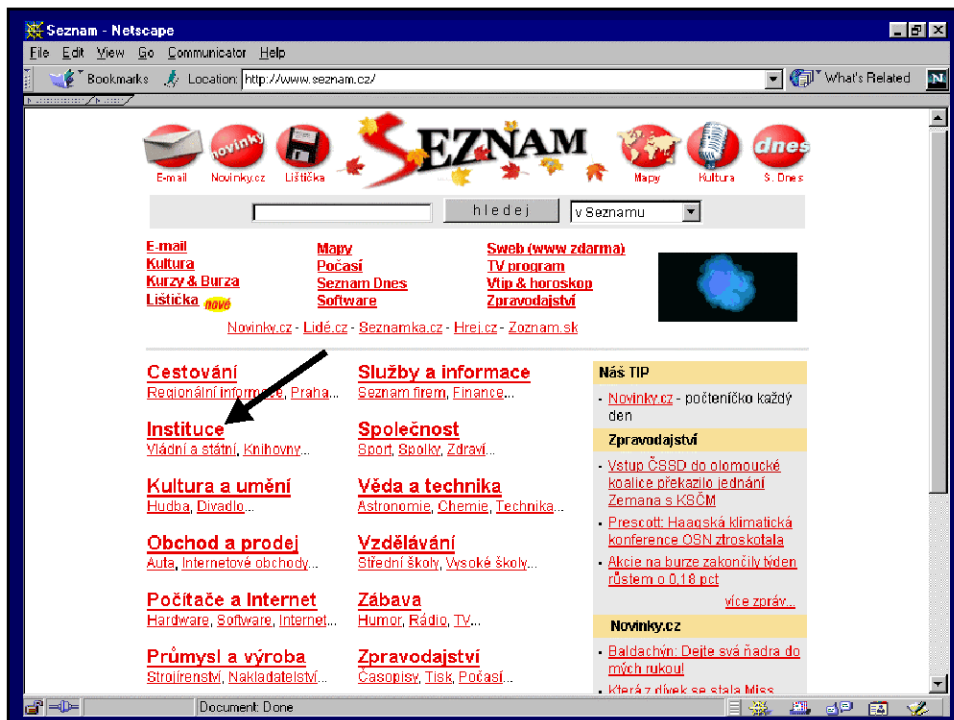 Seznam - Netscape
File Edit View Go Communicator Help
Bookmarks Location: http://www.seznam.cz/ What's Related N
E-mail Novinky.cz Lištička SEZNAM Mapy Kultura S. Dnes
novinky dnes
hledej v Seznamu
E-mail Mapy Sweb (www zdarma)
Kultura Počasí TV program
Kurzy & Burza Seznam Dnes Vtip & horoskop
Lištička nové Software Zpravodajství
Novinky.cz - Lidé.cz - Seznamka.cz - Hrej.cz - Zoznam.sk
Cestování
Regionální informace, Praha...
Služby a informace
Seznam firem, Finance...
Instituce
Vládní a státní, Knihovny...
Společnost
Sport, Spolky, Zdraví...
Kultura a umění
Hudba, Divadlo...
Věda a technika
Astronomie, Chemie, Technika...
Obchod a prodej
Auta, Internetové obchody...
Vzdělávání
Střední školy, Vysoké školy...
Počítače a Internet
Hardware, Software, Internet...
Zábava
Humor, Rádio, TV...
Průmysl a výroba
Strojírenství, Nakladatelství...
Zpravodajství
Časopisy, Tisk, Počasí...
Náš TIP
Novinky.cz - počteníčko každý
den
Zpravodajství
Vstup ČSSD do olomoucké
koalice překazilo jednání
Zemana s KSČM
Prescott: Haagská klimatická
konference OSN ztroskotala
Akcie na burze zakončily týden
růstem o 0,18 pct
více zpráv...
Novinky.cz
Baldachýn: Dejte svá ňadra do
mých rukou!
Která z dívek se stala Miss
Document: Done